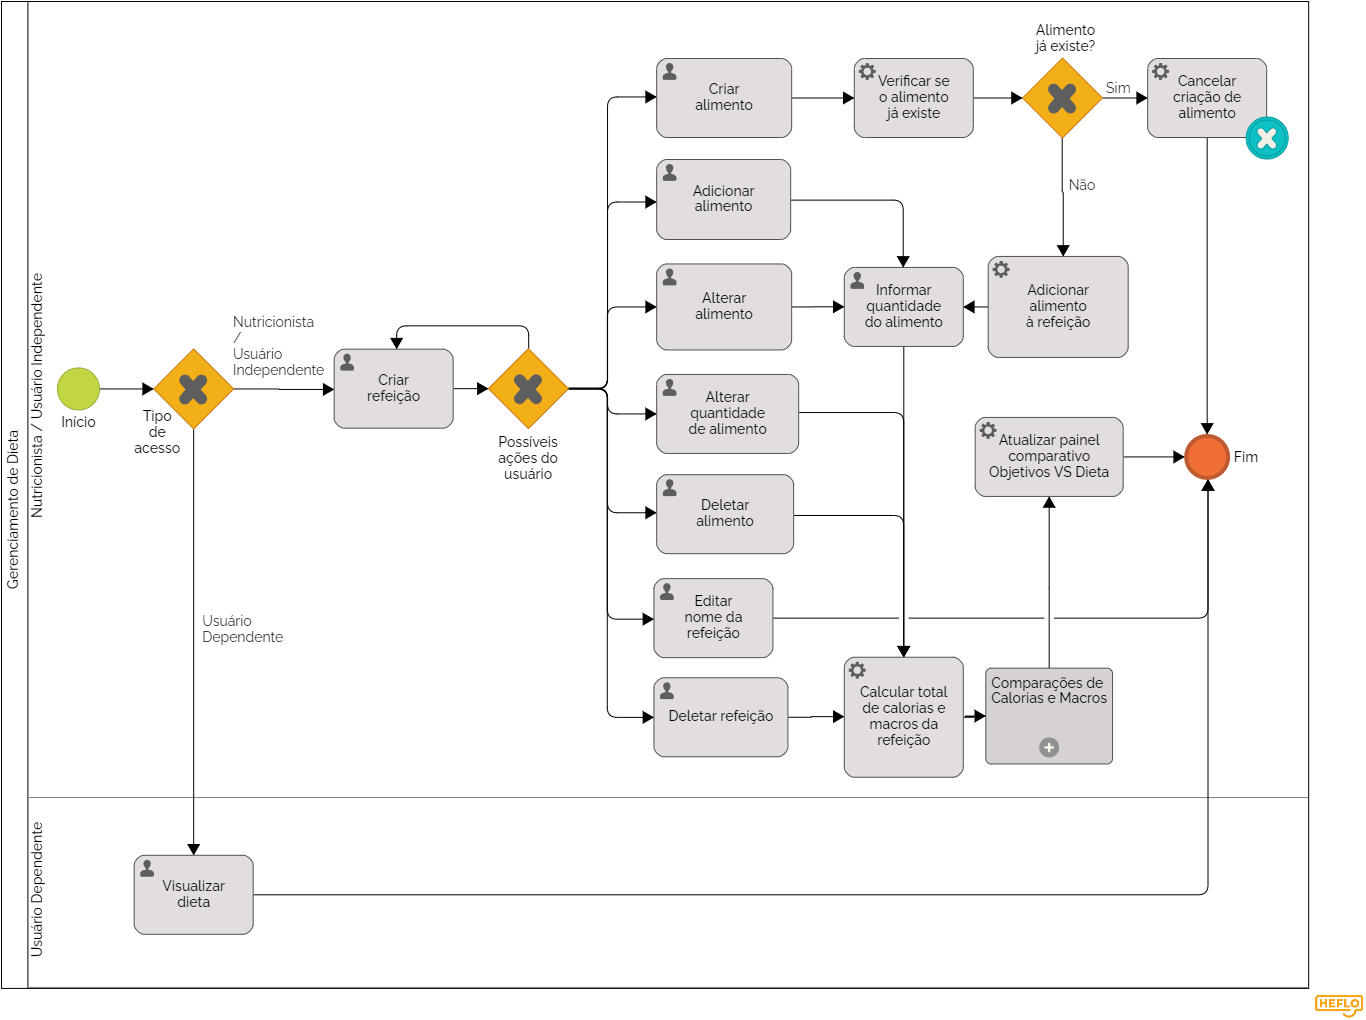 Gerenciamento de Dieta
Nutricionista / Usuário Independente
Início
Tipo
de
acesso
Nutricionista
/
Usuário
Independente
Usuário
Dependente
Criar
refeição
Possíveis
ações do
usuário
Criar
alimento
Verificar se
o alimento
já existe
Alimento
já existe?
Sim
Cancelar
criação de
alimento
Não
Adicionar
alimento
Alterar
alimento
Informar
quantidade
do alimento
Adicionar
alimento
à refeição
Alterar
quantidade
de alimento
Atualizar painel
comparativo
Objetivos VS Dieta
Fim
Deletar
alimento
Editar
nome da
refeição
Deletar refeição
Calcular total
de calorias e
macros da
refeição
Comparações de
Calorias e Macros
Usuário Dependente
Visualizar
dieta
HEFLO